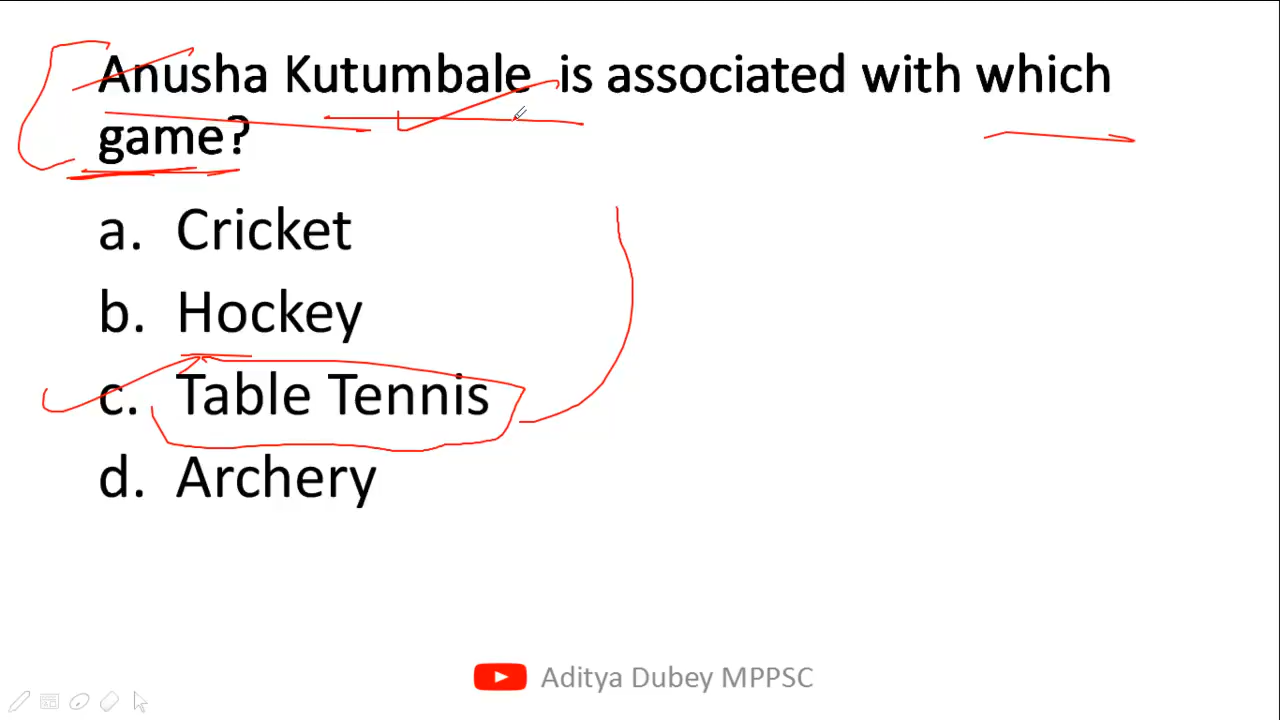 Anusha Kutumbale is associated with which
game?
a. Cricket
b. Hockey
c. Table Tennis
d. Archery
Aditya Dubey MPPSC